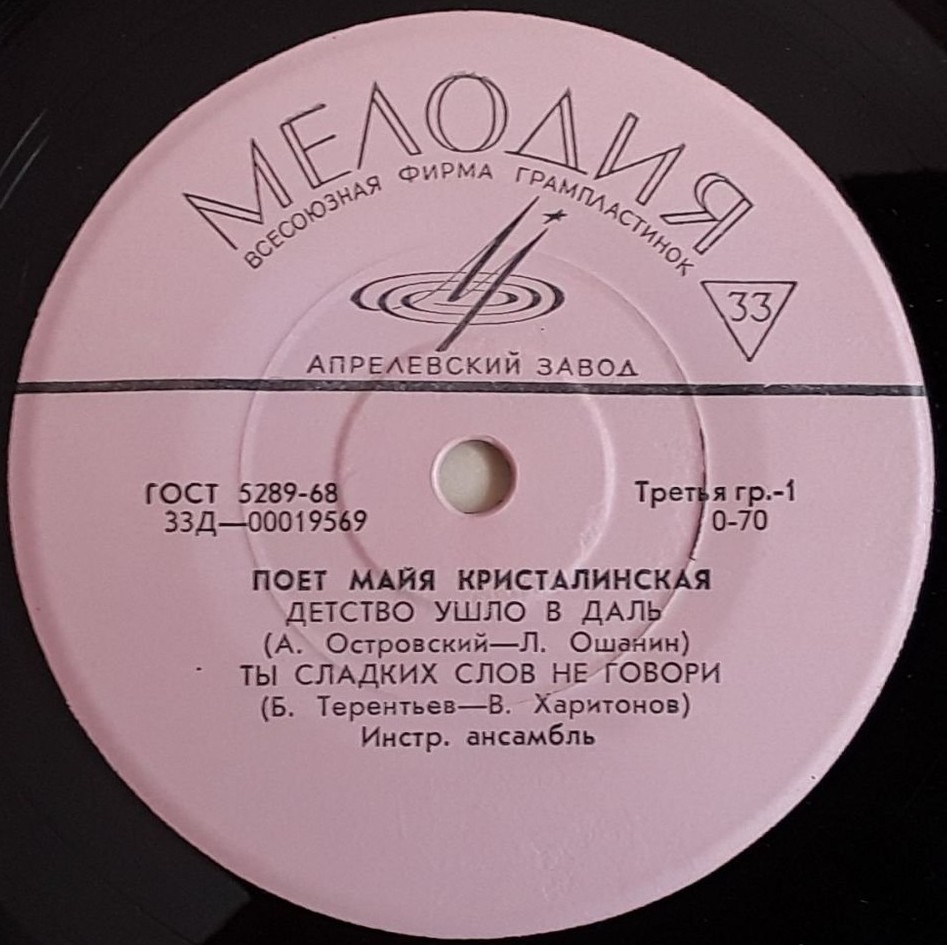 МЕЛОДИЯ
ВСЕСОЮЗНАЯ ФИРМА ГРАМПЛАСТИНОК
33
АПРЕЛЕВСКИЙ ЗАВОД
ГОСТ 5289-68 Третья гр.-1
33Д—00019569 0-70
ПОЕТ МАЙЯ КРИСТАЛИНСКАЯ
ДЕТСТВО УШЛО В ДАЛЬ
(А. Островский—Л. Ошанин)
ТЫ СЛАДКИХ СЛОВ НЕ ГОВОРИ
(Б. Терентьев—В. Харитонов)
Инстр. ансамбль